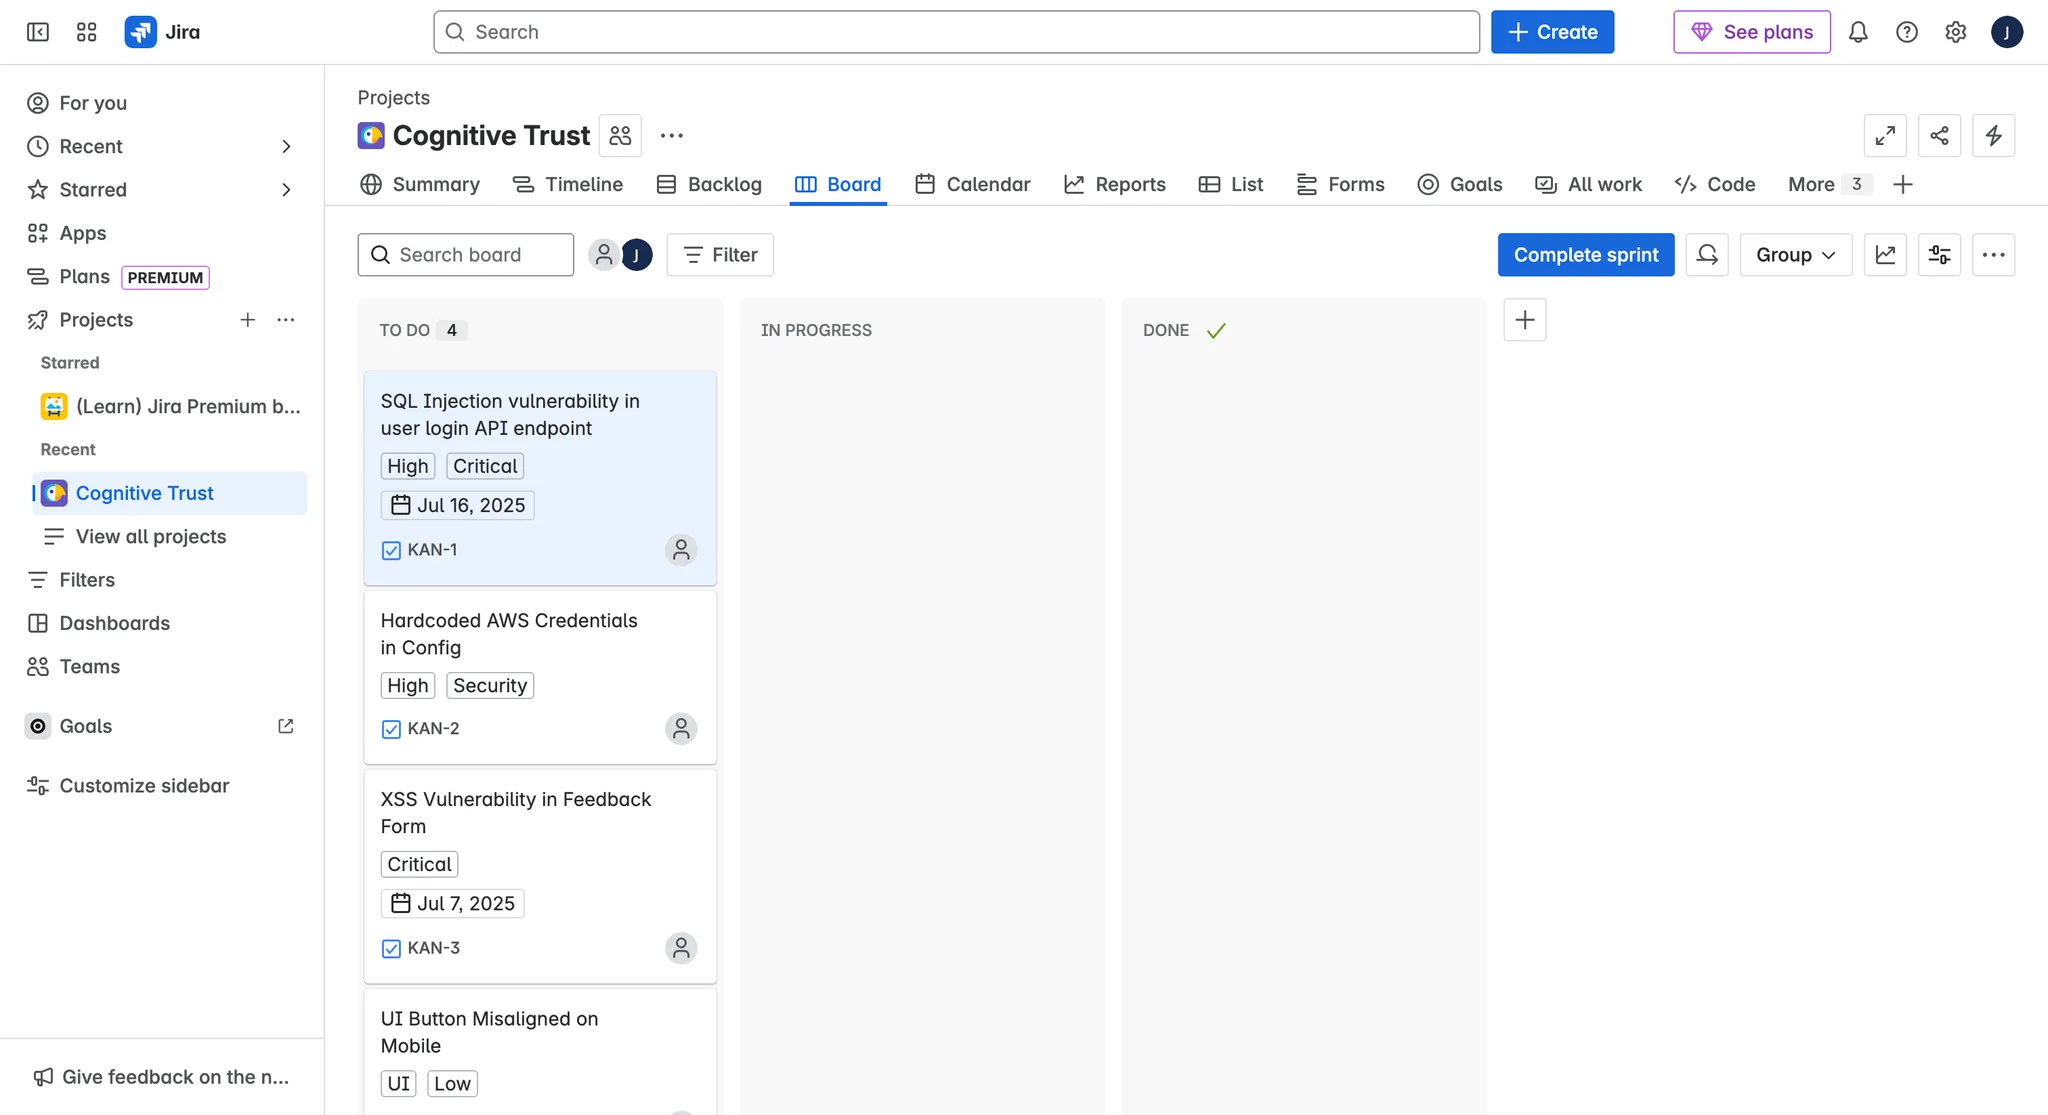 Jira
Search
Create
See plans
J
For you
Recent
Starred
Apps
Plans PREMIUM
Projects
Starred
(Learn) Jira Premium b...
Recent
Cognitive Trust
View all projects
Filters
Dashboards
Teams
Goals
Customize sidebar
Give feedback on the n...
Projects
Cognitive Trust
Summary Timeline Backlog Board Calendar Reports List Forms Goals All work Code More 3
Search board
J
Filter
Complete sprint
Group
TO DO 4
SQL Injection vulnerability in
user login API endpoint
High Critical
Jul 16, 2025
KAN-1
Hardcoded AWS Credentials
in Config
High Security
KAN-2
XSS Vulnerability in Feedback
Form
Critical
Jul 7, 2025
KAN-3
UI Button Misaligned on
Mobile
UI Low
IN PROGRESS
DONE